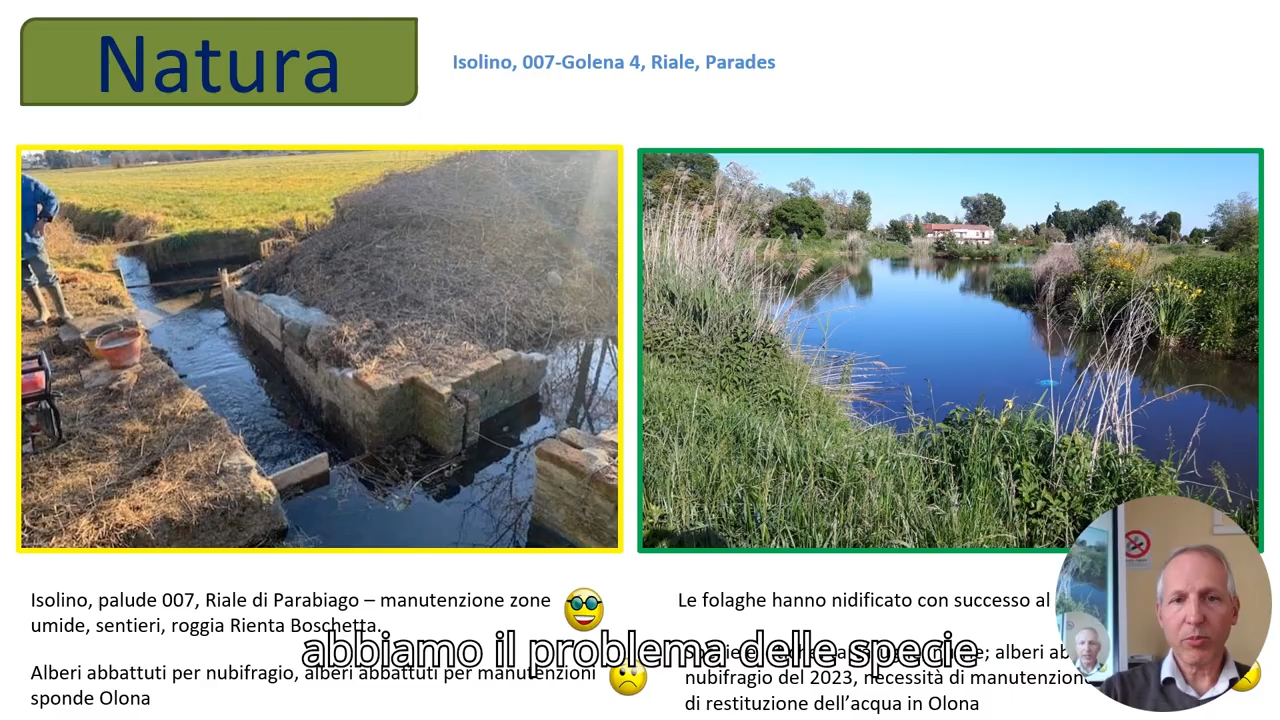 Natura
Isolino, 007-Golena 4, Riale, Parades
Isolino, palude 007, Riale di Parabiago – manutenzione zone
umide, sentieri, roggia Rienta Boschetta.
Alberi abbattuti per nubifragio, alberi abbattuti per manutenzioni
sponde Olona
Le folaghe hanno nidificato con successo al
alberi
nubifragio del 2023, necessità di manutenzione
di restituzione dell’acqua in Olona
abbiamo il problema delle specie